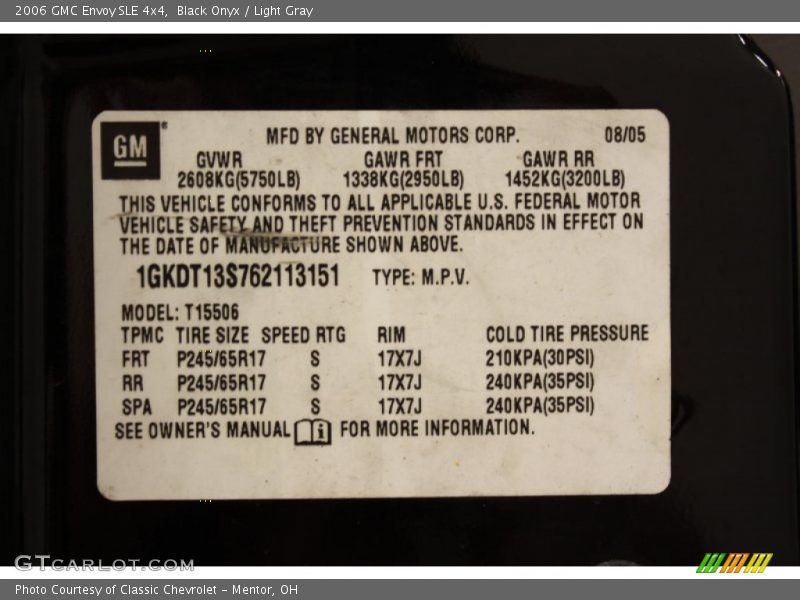 2006 GMC Envoy SLE 4x4, Black Onyx / Light Gray
GM®
MFD BY GENERAL MOTORS CORP. 08/05
GVWR GAWR FRT GAWR RR
2608KG(5750LB) 1338KG(2950LB) 1452KG(3200LB)
THIS VEHICLE CONFORMS TO ALL APPLICABLE U.S. FEDERAL MOTOR
VEHICLE SAFETY AND THEFT PREVENTION STANDARDS IN EFFECT ON
THE DATE OF MANUFACTURE SHOWN ABOVE.
1GKDT13S762113151 TYPE: M.P.V.
MODEL: T15506
TPMC TIRE SIZE SPEED RTG RIM COLD TIRE PRESSURE
FRT P245/65R17 S 17X7J 210KPA(30PSI)
RR P245/65R17 S 17X7J 240KPA(35PSI)
SPA P245/65R17 S 17X7J 240KPA(35PSI)
SEE OWNER'S MANUAL i FOR MORE INFORMATION.
GTCARLOT.COM
Photo Courtesy of Classic Chevrolet - Mentor, OH